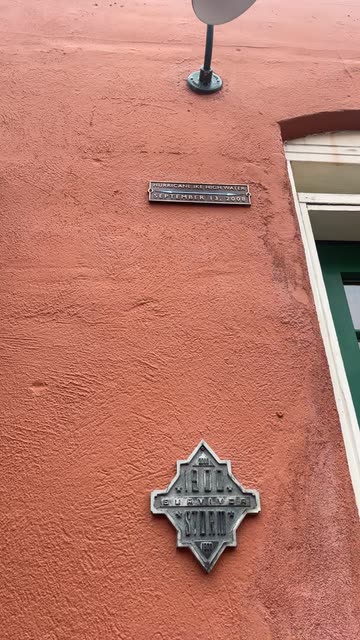 HURRICANE IKE HIGH WATER
SEPTEMBER 13, 2008
1900
SURVIVOR
"STORM"